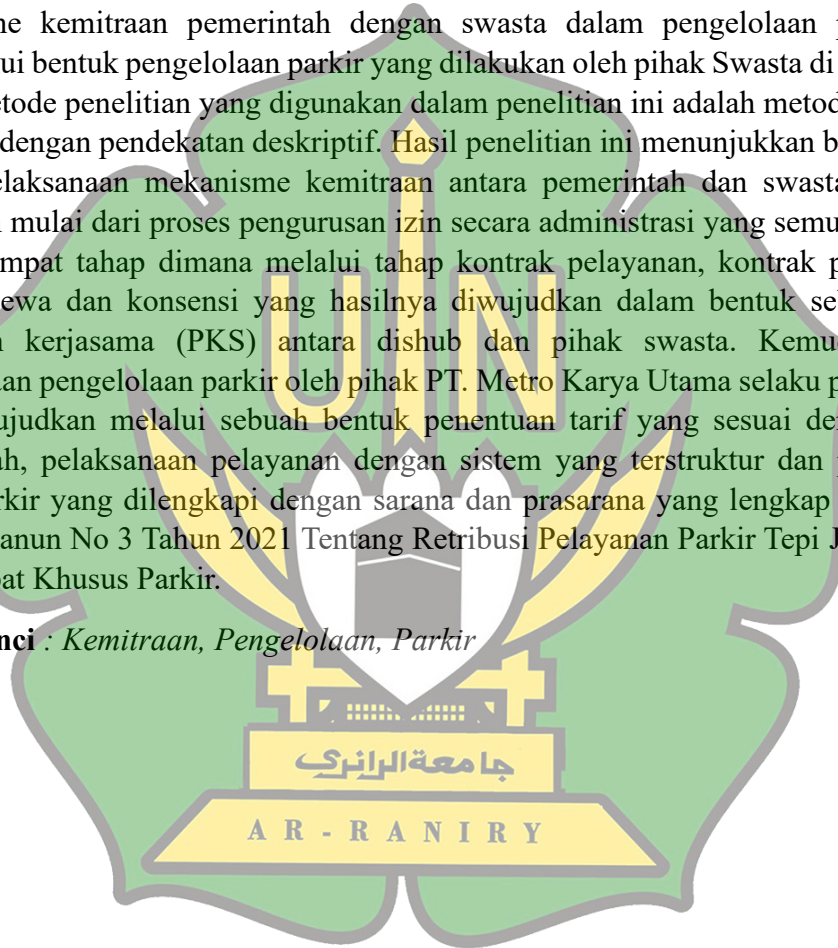 ne kemitraan pemerintah dengan swasta dalam pengelolaan p
ui bentuk pengelolaan parkir yang dilakukan oleh pihak Swasta di
etode penelitian yang digunakan dalam penelitian ini adalah metod
dengan pendekatan deskriptif. Hasil penelitian ini menunjukkan b
elaksanaan mekanisme kemitraan antara pemerintah dan swasta
mulai dari proses pengurusan izin secara administrasi yang semu
mpat tahap dimana melalui tahap kontrak pelayanan, kontrak p
ewa dan konsensi yang hasilnya diwujudkan dalam bentuk se
kerjasama (PKS) antara dishub dan pihak swasta. Kemu
aan pengelolaan parkir oleh pihak PT. Metro Karya Utama selaku p
ujudkan melalui sebuah bentuk penentuan tarif yang sesuai de
ah, pelaksanaan pelayanan dengan sistem yang terstruktur dan
rkir yang dilengkapi dengan sarana dan prasarana yang lengkap
anun No 3 Tahun 2021 Tentang Retribusi Pelayanan Parkir Tepi J
pat Khusus Parkir.
nci : Kemitraan, Pengelolaan, Parkir
UIN
جامعة الرانري
AR-RANIRY